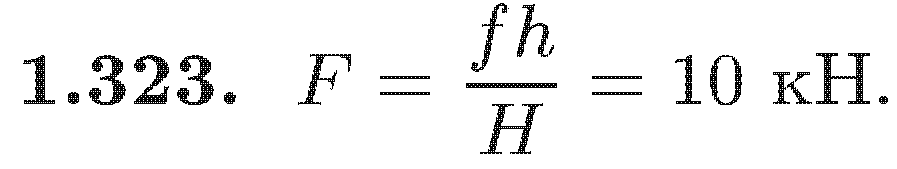 1.323. F = fh/H = 10 кН.